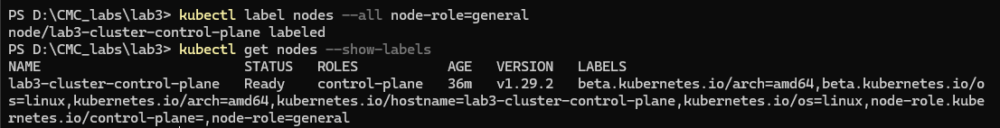 PS D:\CMC_labs\lab3> kubectl label nodes --all node-role=general
node/lab3-cluster-control-plane labeled
PS D:\CMC_labs\lab3> kubectl get nodes --show-labels
NAME                         STATUS   ROLES           AGE   VERSION   LABELS
lab3-cluster-control-plane   Ready    control-plane   36m   v1.29.2   beta.kubernetes.io/arch=amd64,beta.kubernetes.io/o
s=linux,kubernetes.io/arch=amd64,kubernetes.io/hostname=lab3-cluster-control-plane,kubernetes.io/os=linux,node-role.kube
rnetes.io/control-plane=,node-role=general